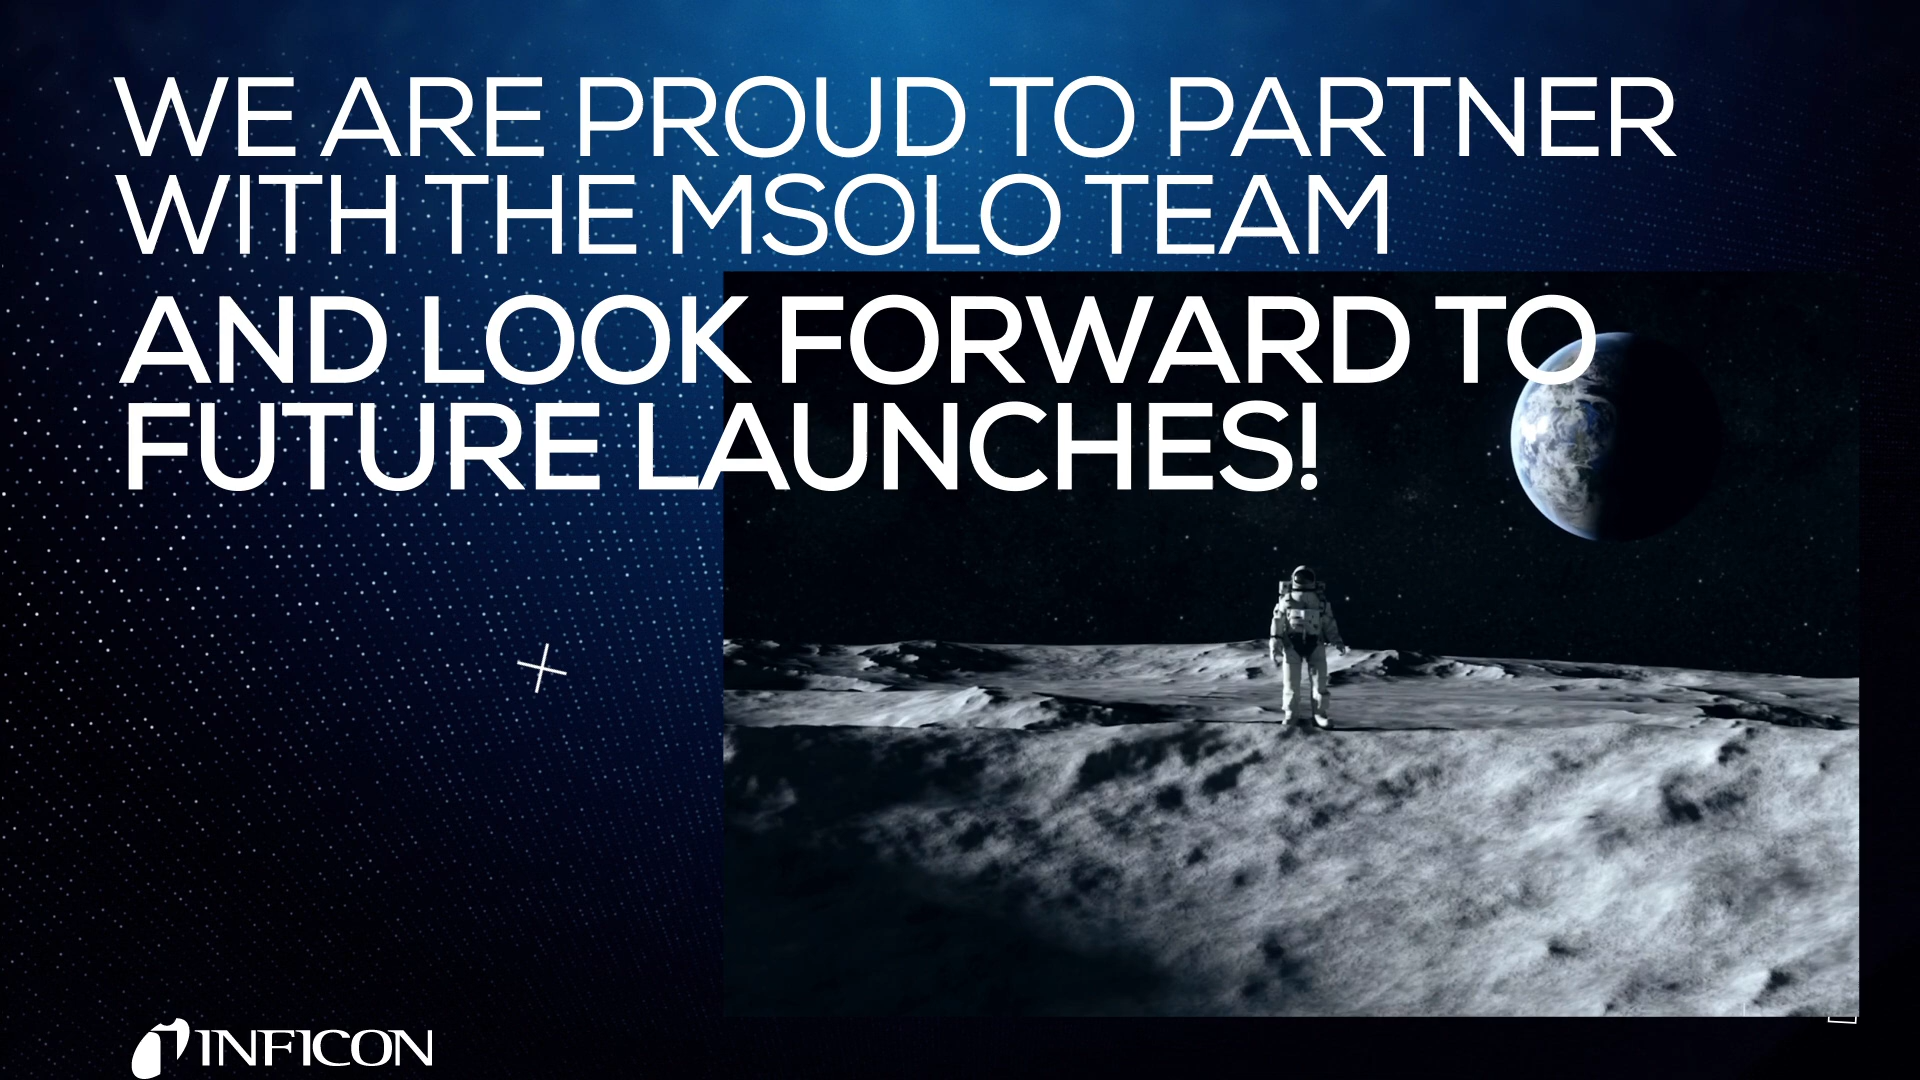 WE ARE PROUD TO PARTNER
WITH THE MSOLO TEAM
AND LOOK FORWARD TO
FUTURE LAUNCHES!
INFICON